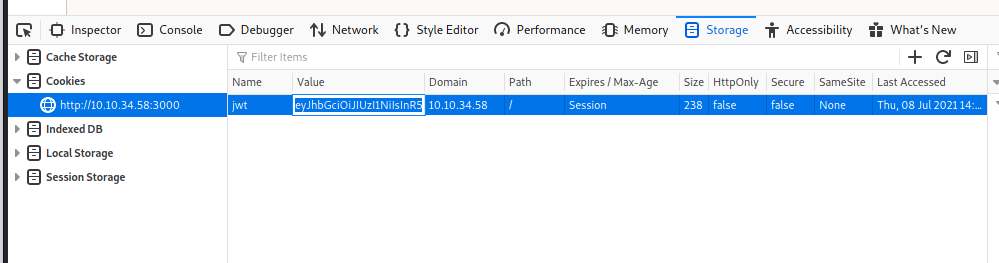 Inspector Console Debugger Network Style Editor Performance Memory Storage Accessibility What's New
Cache Storage
Filter Items
Cookies
Name Value Domain Path Expires / Max-Age Size HttpOnly Secure SameSite Last Accessed
http://10.10.34.58:3000
jwt eyJhbGciOiJIUzI1NiIsInR5 10.10.34.58 / Session 238 false false None Thu, 08 Jul 2021 14:...
Indexed DB
Local Storage
Session Storage